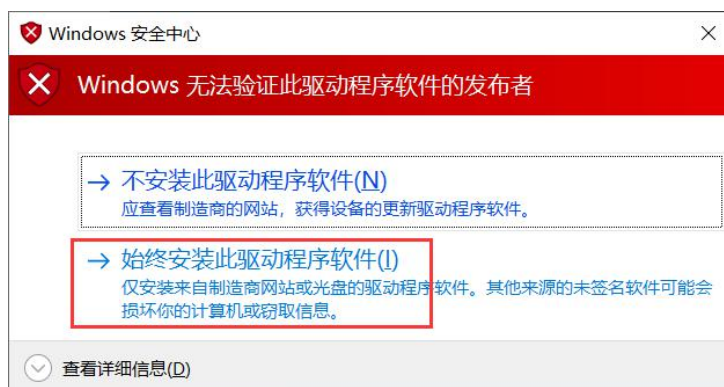 Windows 安全中心
Windows 无法验证此驱动程序软件的发布者
不安装此驱动程序软件(N)
应查看制造商的网站，获得设备的更新驱动程序软件。
始终安装此驱动程序软件(I)
仅安装来自制造商网站或光盘的驱动程序软件。其他来源的未签名软件可能会
损坏你的计算机或窃取信息。
查看详细信息(D)